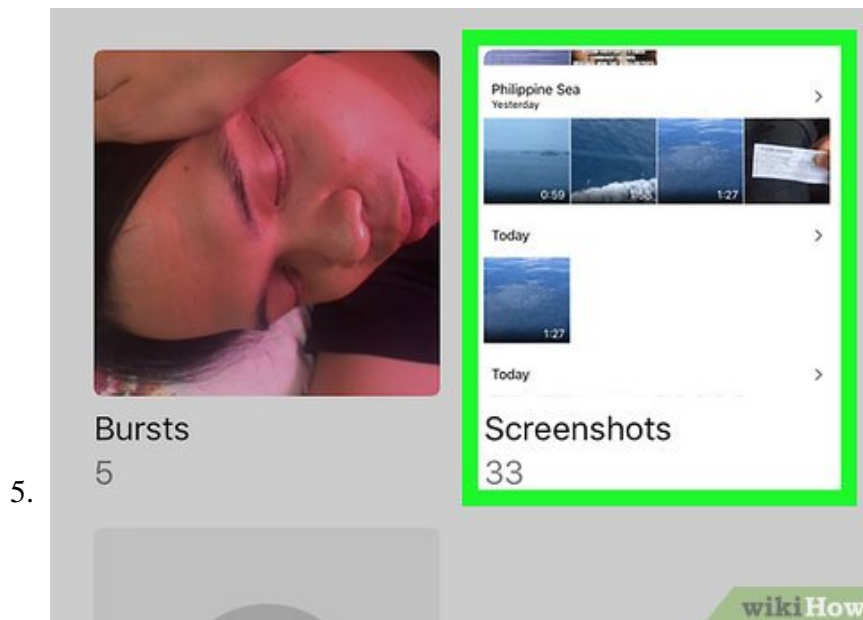 Philippine Sea
Yesterday
0:59
1:27
Today
1:27
Today
Bursts
5
Screenshots
33
5.
wikiHow